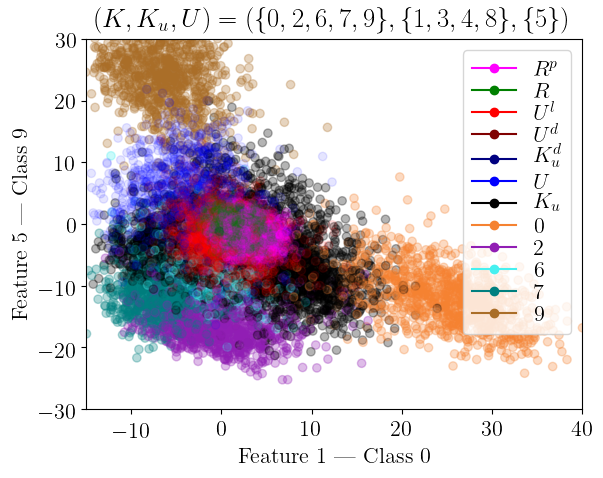 (K, K_u, U) = ({0, 2, 6, 7, 9}, {1, 3, 4, 8}, {5})
30
20
10
0
−10
−20
−30
Feature 5 — Class 9
R^p
R
U^l
U^d
K_u^d
U
K_u
0
2
6
7
9
−10
0
10
20
30
40
Feature 1 — Class 0